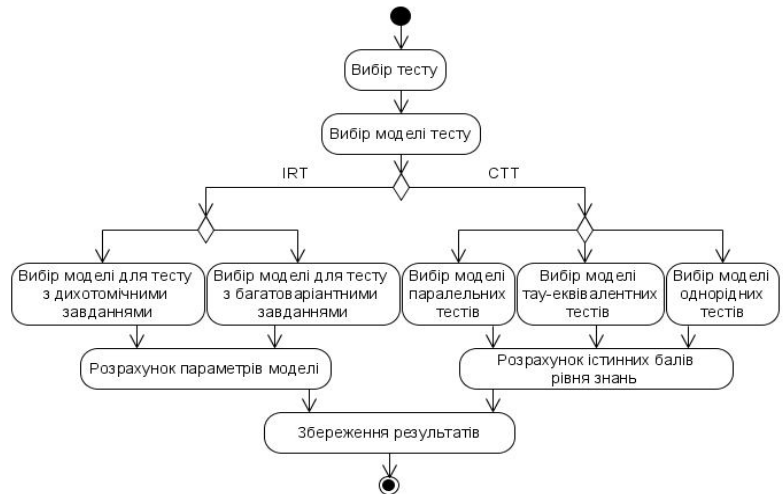 Вибір тесту
Вибір моделі тесту
IRT
CTT
Вибір моделі для тесту
з дихотомічними
завданнями
Вибір моделі для тесту
з багатоваріантними
завданнями
Вибір моделі
паралельних
тестів
Вибір моделі
тау-еквівалентних
тестів
Вибір моделі
однорідних
тестів
Розрахунок параметрів моделі
Розрахунок істинних балів
рівня знань
Збереження результатів